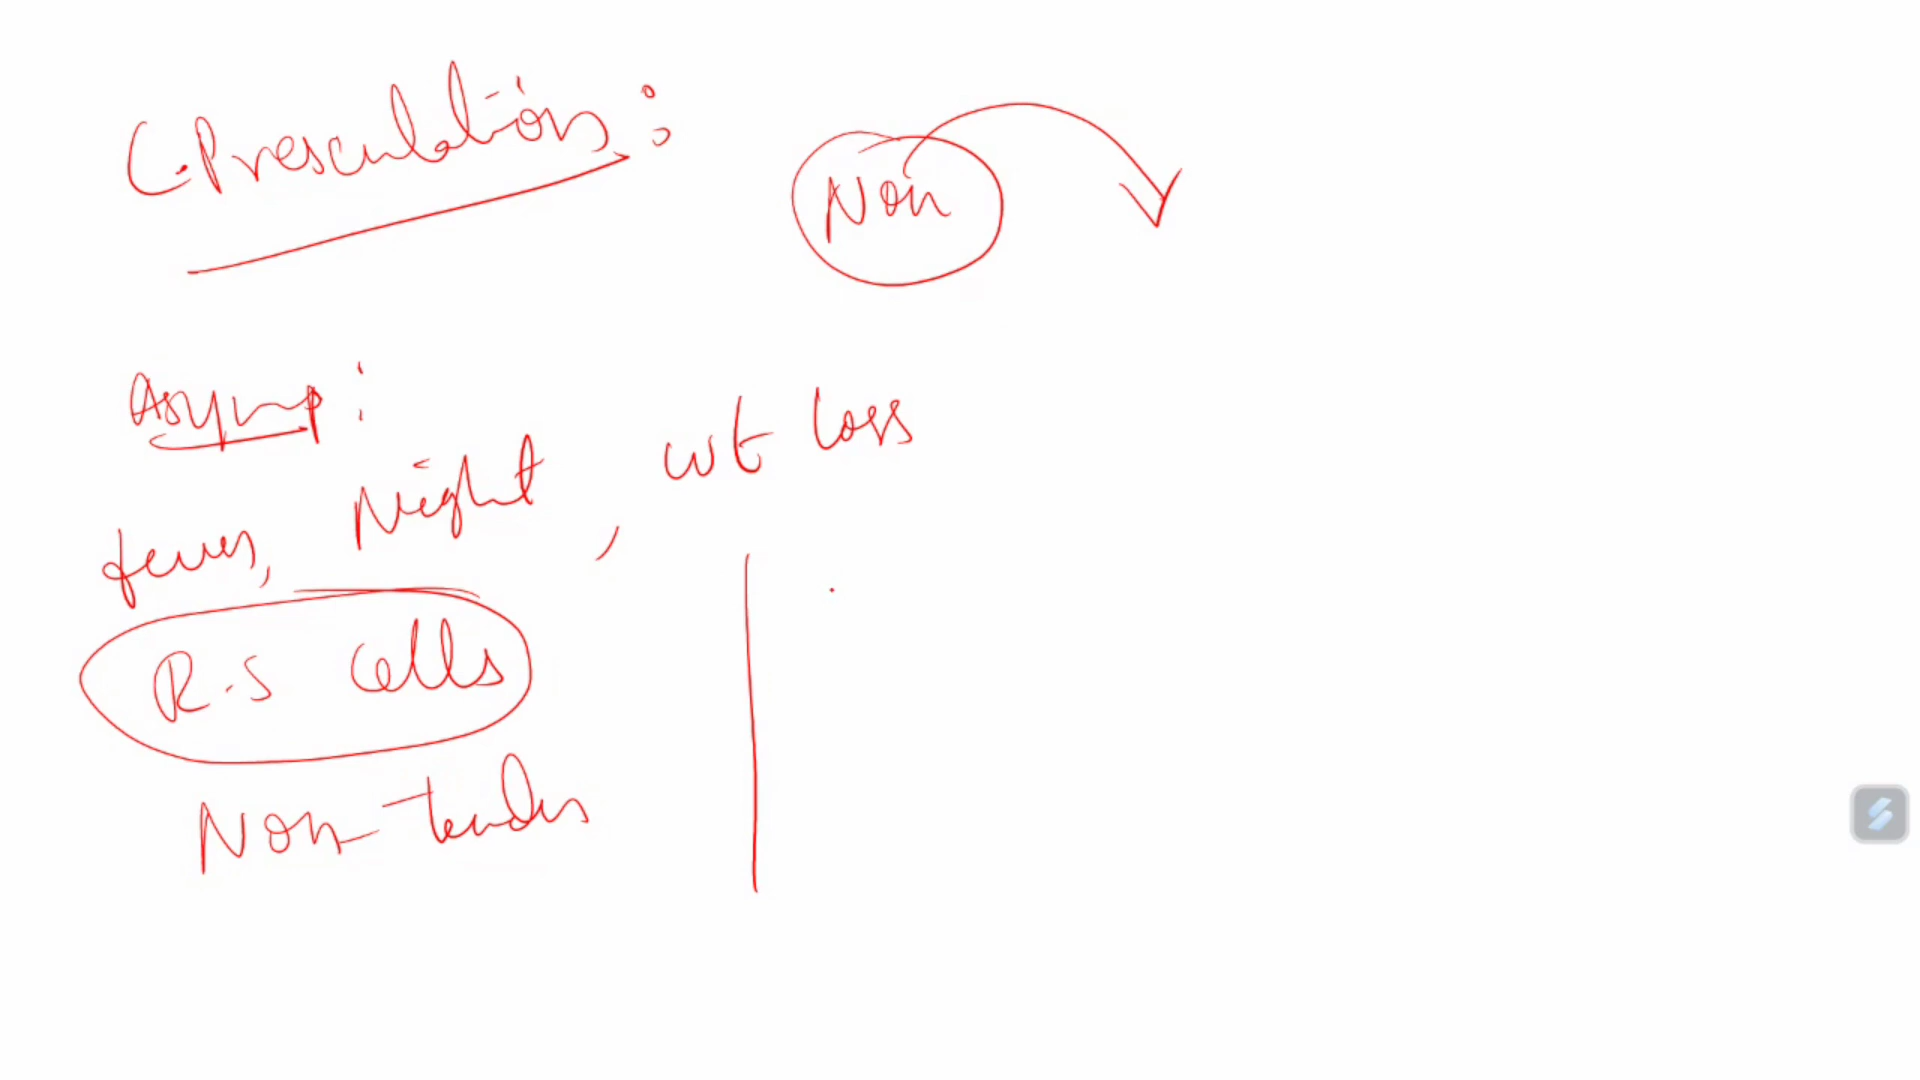 C. Presentation:
Non
Asymp:
fever, Night, wt loss
R-S cells
Non-tender